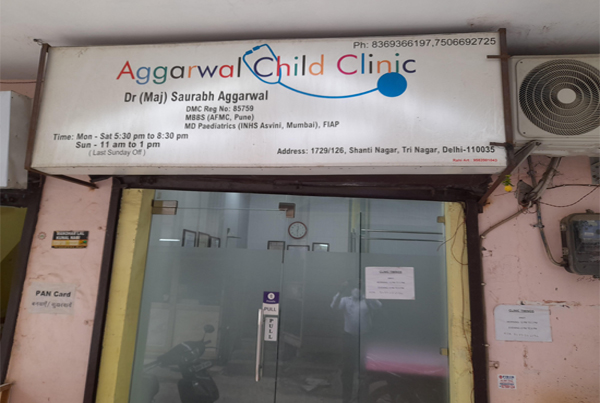 Ph: 8369366197,7506692725
Aggarwal Child Clinic
Dr (Maj) Saurabh Aggarwal
DMC Reg No: 85759
MBBS (AFMC, Pune)
MD Paediatrics (INHS Asvini, Mumbai), FIAP
Time: Mon - Sat 5:30 pm to 8:30 pm
Sun - 11 am to 1 pm
( Last Sunday Off )
Address: 1729/126, Shanti Nagar, Tri Nagar, Delhi-110035
PAN Card
PULL
PULL